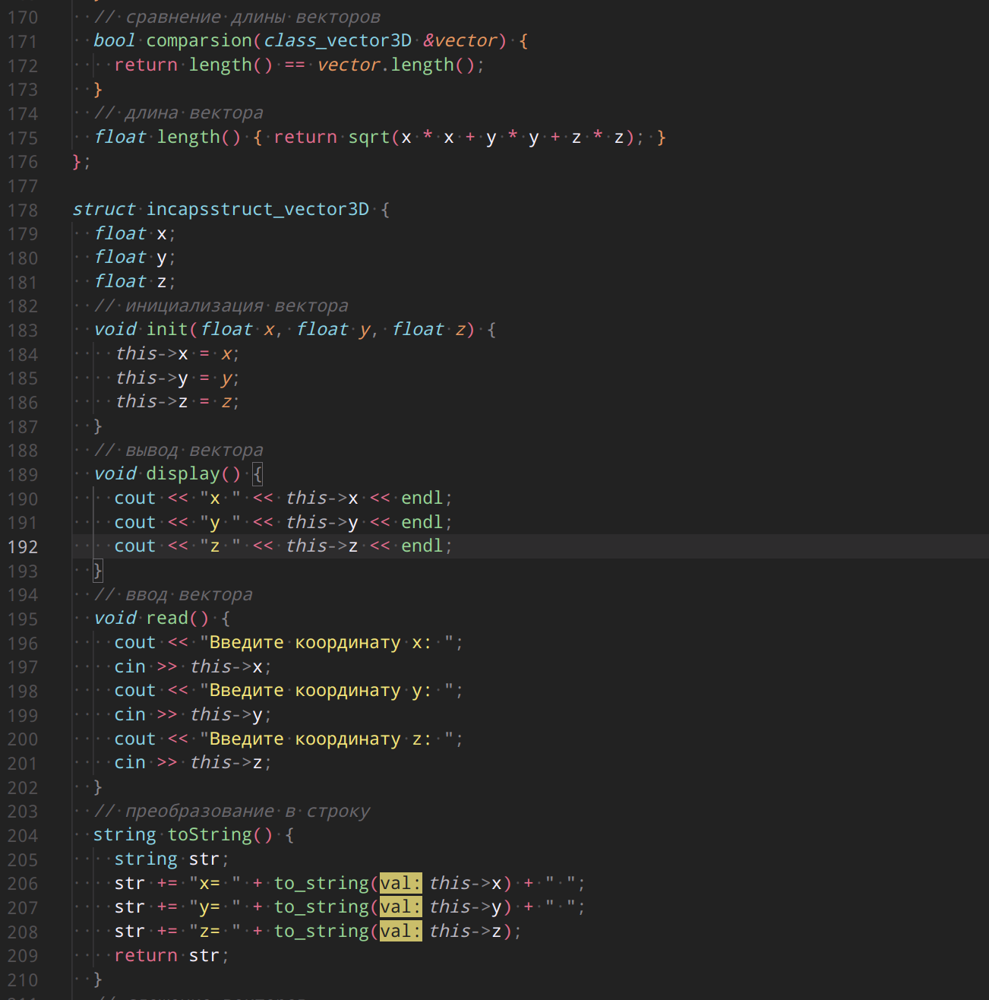 170 // сравнение длины векторов
171 bool comparsion(class_vector3D &vector) {
172 return length() == vector.length();
173 }
174 // длина вектора
175 float length() { return sqrt(x * x + y * y + z * z); }
176 };
177
178 struct incapsstruct_vector3D {
179 float x;
180 float y;
181 float z;
182 // инициализация вектора
183 void init(float x, float y, float z) {
184 this->x = x;
185 this->y = y;
186 this->z = z;
187 }
188 // вывод вектора
189 void display() {
190 cout << "x " << this->x << endl;
191 cout << "y " << this->y << endl;
192 cout << "z " << this->z << endl;
193 }
194 // ввод вектора
195 void read() {
196 cout << "Введите координату x: ";
197 cin >> this->x;
198 cout << "Введите координату y: ";
199 cin >> this->y;
200 cout << "Введите координату z: ";
201 cin >> this->z;
202 }
203 // преобразование в строку
204 string toString() {
205 string str;
206 str += "x= " + to_string(val: this->x) + " ";
207 str += "y= " + to_string(val: this->y) + " ";
208 str += "z= " + to_string(val: this->z);
209 return str;
210 }